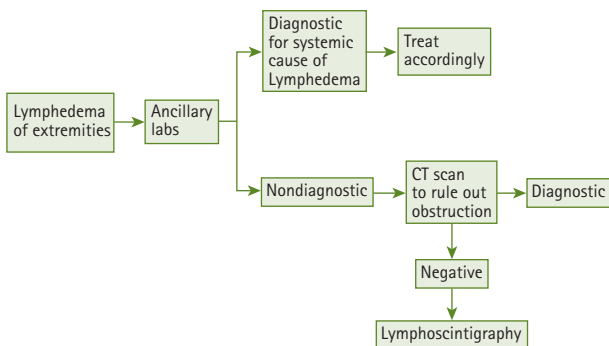 Lymphedema
of extremities
Ancillary
labs
Diagnostic
for systemic
cause of
Lymphedema
Treat
accordingly
Nondiagnostic
CT scan
to rule out
obstruction
Diagnostic
Negative
Lymphoscintigraphy